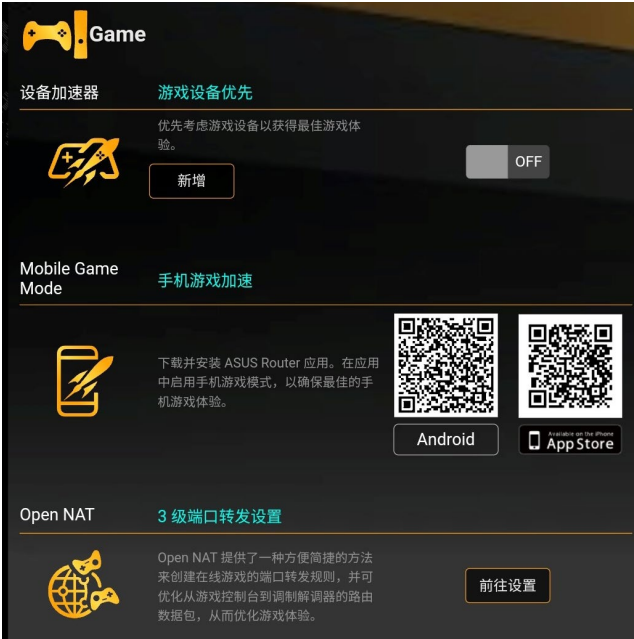 Game
设备加速器
游戏设备优先
优先考虑游戏设备以获得最佳游戏体
验。
新增
OFF
Mobile Game
Mode
手机游戏加速
下载并安装 ASUS Router 应用。在应用
中启用手机游戏模式，以确保最佳的手
机游戏体验。
Android
Available on the iPhone
App Store
Open NAT
3 级端口转发设置
Open NAT 提供了一种方便简捷的方法
来创建在线游戏的端口转发规则，并可
优化从游戏控制台到调制解调器的路由
数据包，从而优化游戏体验。
前往设置